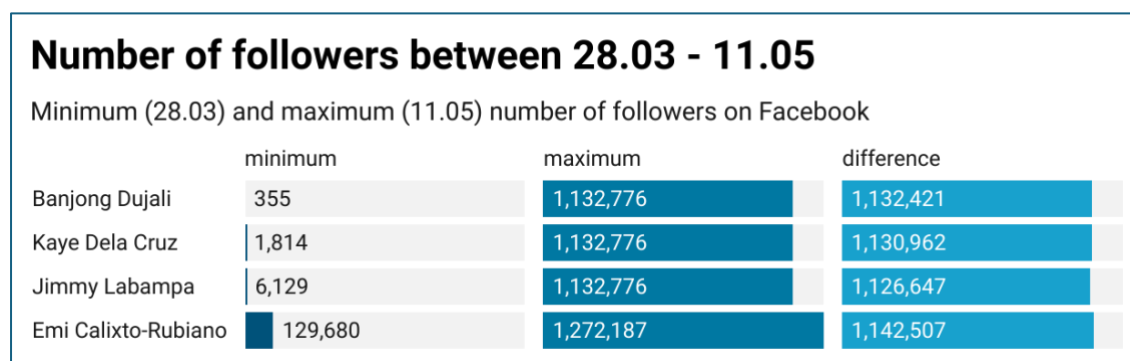 Number of followers between 28.03 - 11.05
Minimum (28.03) and maximum (11.05) number of followers on Facebook
minimum maximum difference
Banjong Dujali 355 1,132,776 1,132,421
Kaye Dela Cruz 1,814 1,132,776 1,130,962
Jimmy Labampa 6,129 1,132,776 1,126,647
Emi Calixto-Rubiano 129,680 1,272,187 1,142,507